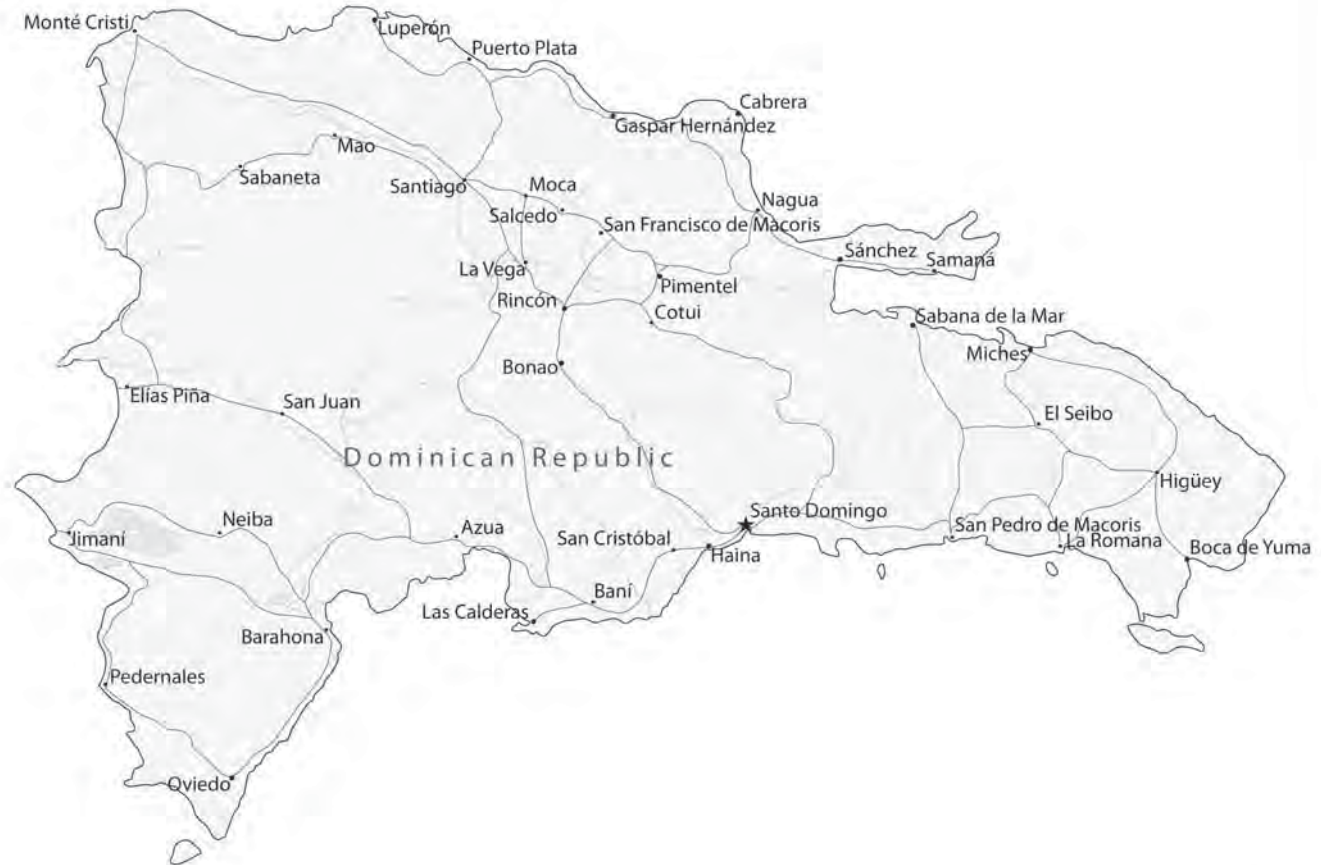 Monté Cristi
Luperón
Puerto Plata
Cabrera
Gaspar Hernández
Mao
Sabaneta
Santiago
Moca
Salcedo
Nagua
San Francisco de Macoris
Sánchez
Samaná
La Vega
Pimentel
Rincón
Cotui
Sabana de la Mar
Miches
Bonao
Elías Piña
San Juan
El Seibo
Dominican Republic
Higüey
Santo Domingo
Neiba
Azua
San Pedro de Macoris
Jimaní
San Cristóbal
Haina
La Romana
Boca de Yuma
Baní
Las Calderas
Barahona
Pedernales
Oviedo